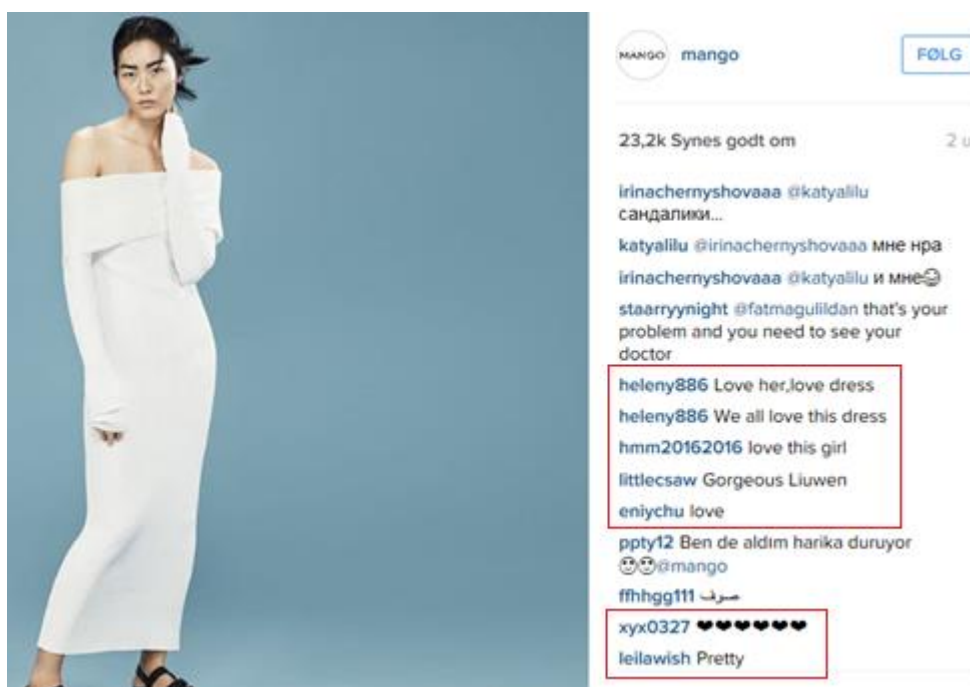 MANGO mango FØLG
23,2k Synes godt om 2 u
irinachernyshovaaa @katyalilu
сандалики...
katyalilu @irinachernyshovaaa мне нра
irinachernyshovaaa @katyalilu и мне😂
staarryynight @fatmagulildan that's your
problem and you need to see your
doctor
heleny886 Love her,love dress
heleny886 We all love this dress
hmm20162016 love this girl
littlecsaw Gorgeous Liuwen
eniychu love
ppty12 Ben de aldım harika duruyor
😍😍@mango
ffhhgg111 صرف
xyx0327 ❤❤❤❤❤❤
leilawish Pretty